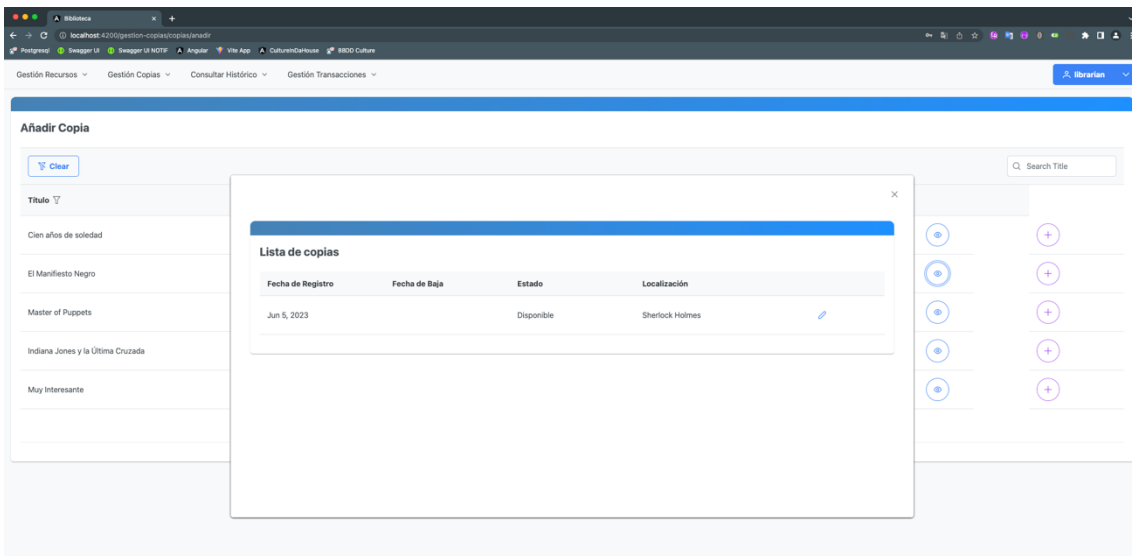 Biblioteca
localhost:4200/gestion-copias/copias/anadir
Postgresql Swagger UI Swagger UI NOTIF Angular Vite App CultureInDaHouse BBDD Culture
Gestión Recursos Gestión Copias Consultar Histórico Gestión Transacciones librarian
Añadir Copia
Clear Search Title
Título
Cien años de soledad
El Manifiesto Negro
Master of Puppets
Indiana Jones y la Última Cruzada
Muy Interesante
Lista de copias
Fecha de Registro Fecha de Baja Estado Localización
Jun 5, 2023 Disponible Sherlock Holmes